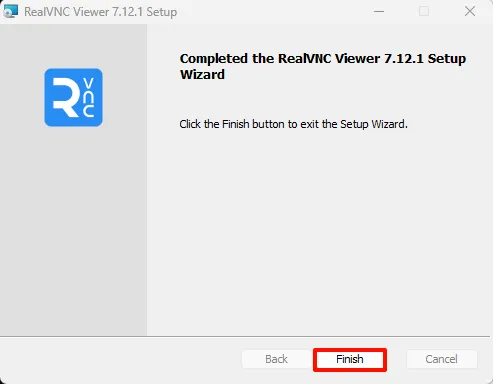 RealVNC Viewer 7.12.1 Setup
Completed the RealVNC Viewer 7.12.1 Setup
Wizard
R VNC
Click the Finish button to exit the Setup Wizard.
Back
Finish
Cancel